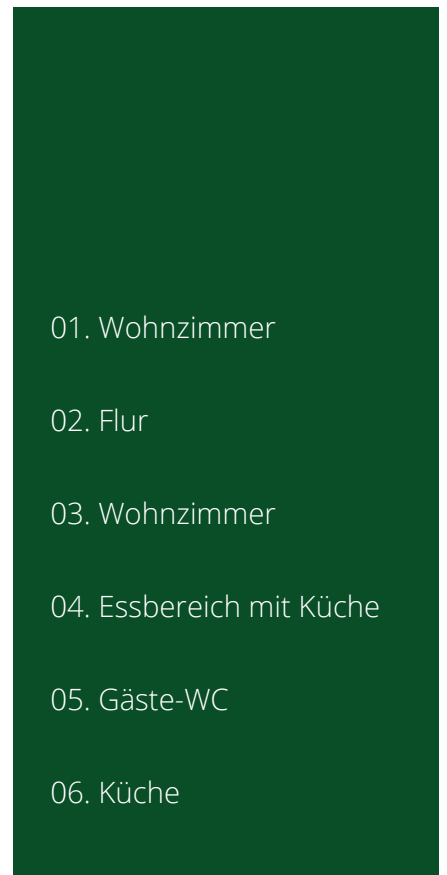 01. Wohnzimmer
02. Flur
03. Wohnzimmer
04. Essbereich mit Küche
05. Gäste-WC
06. Küche